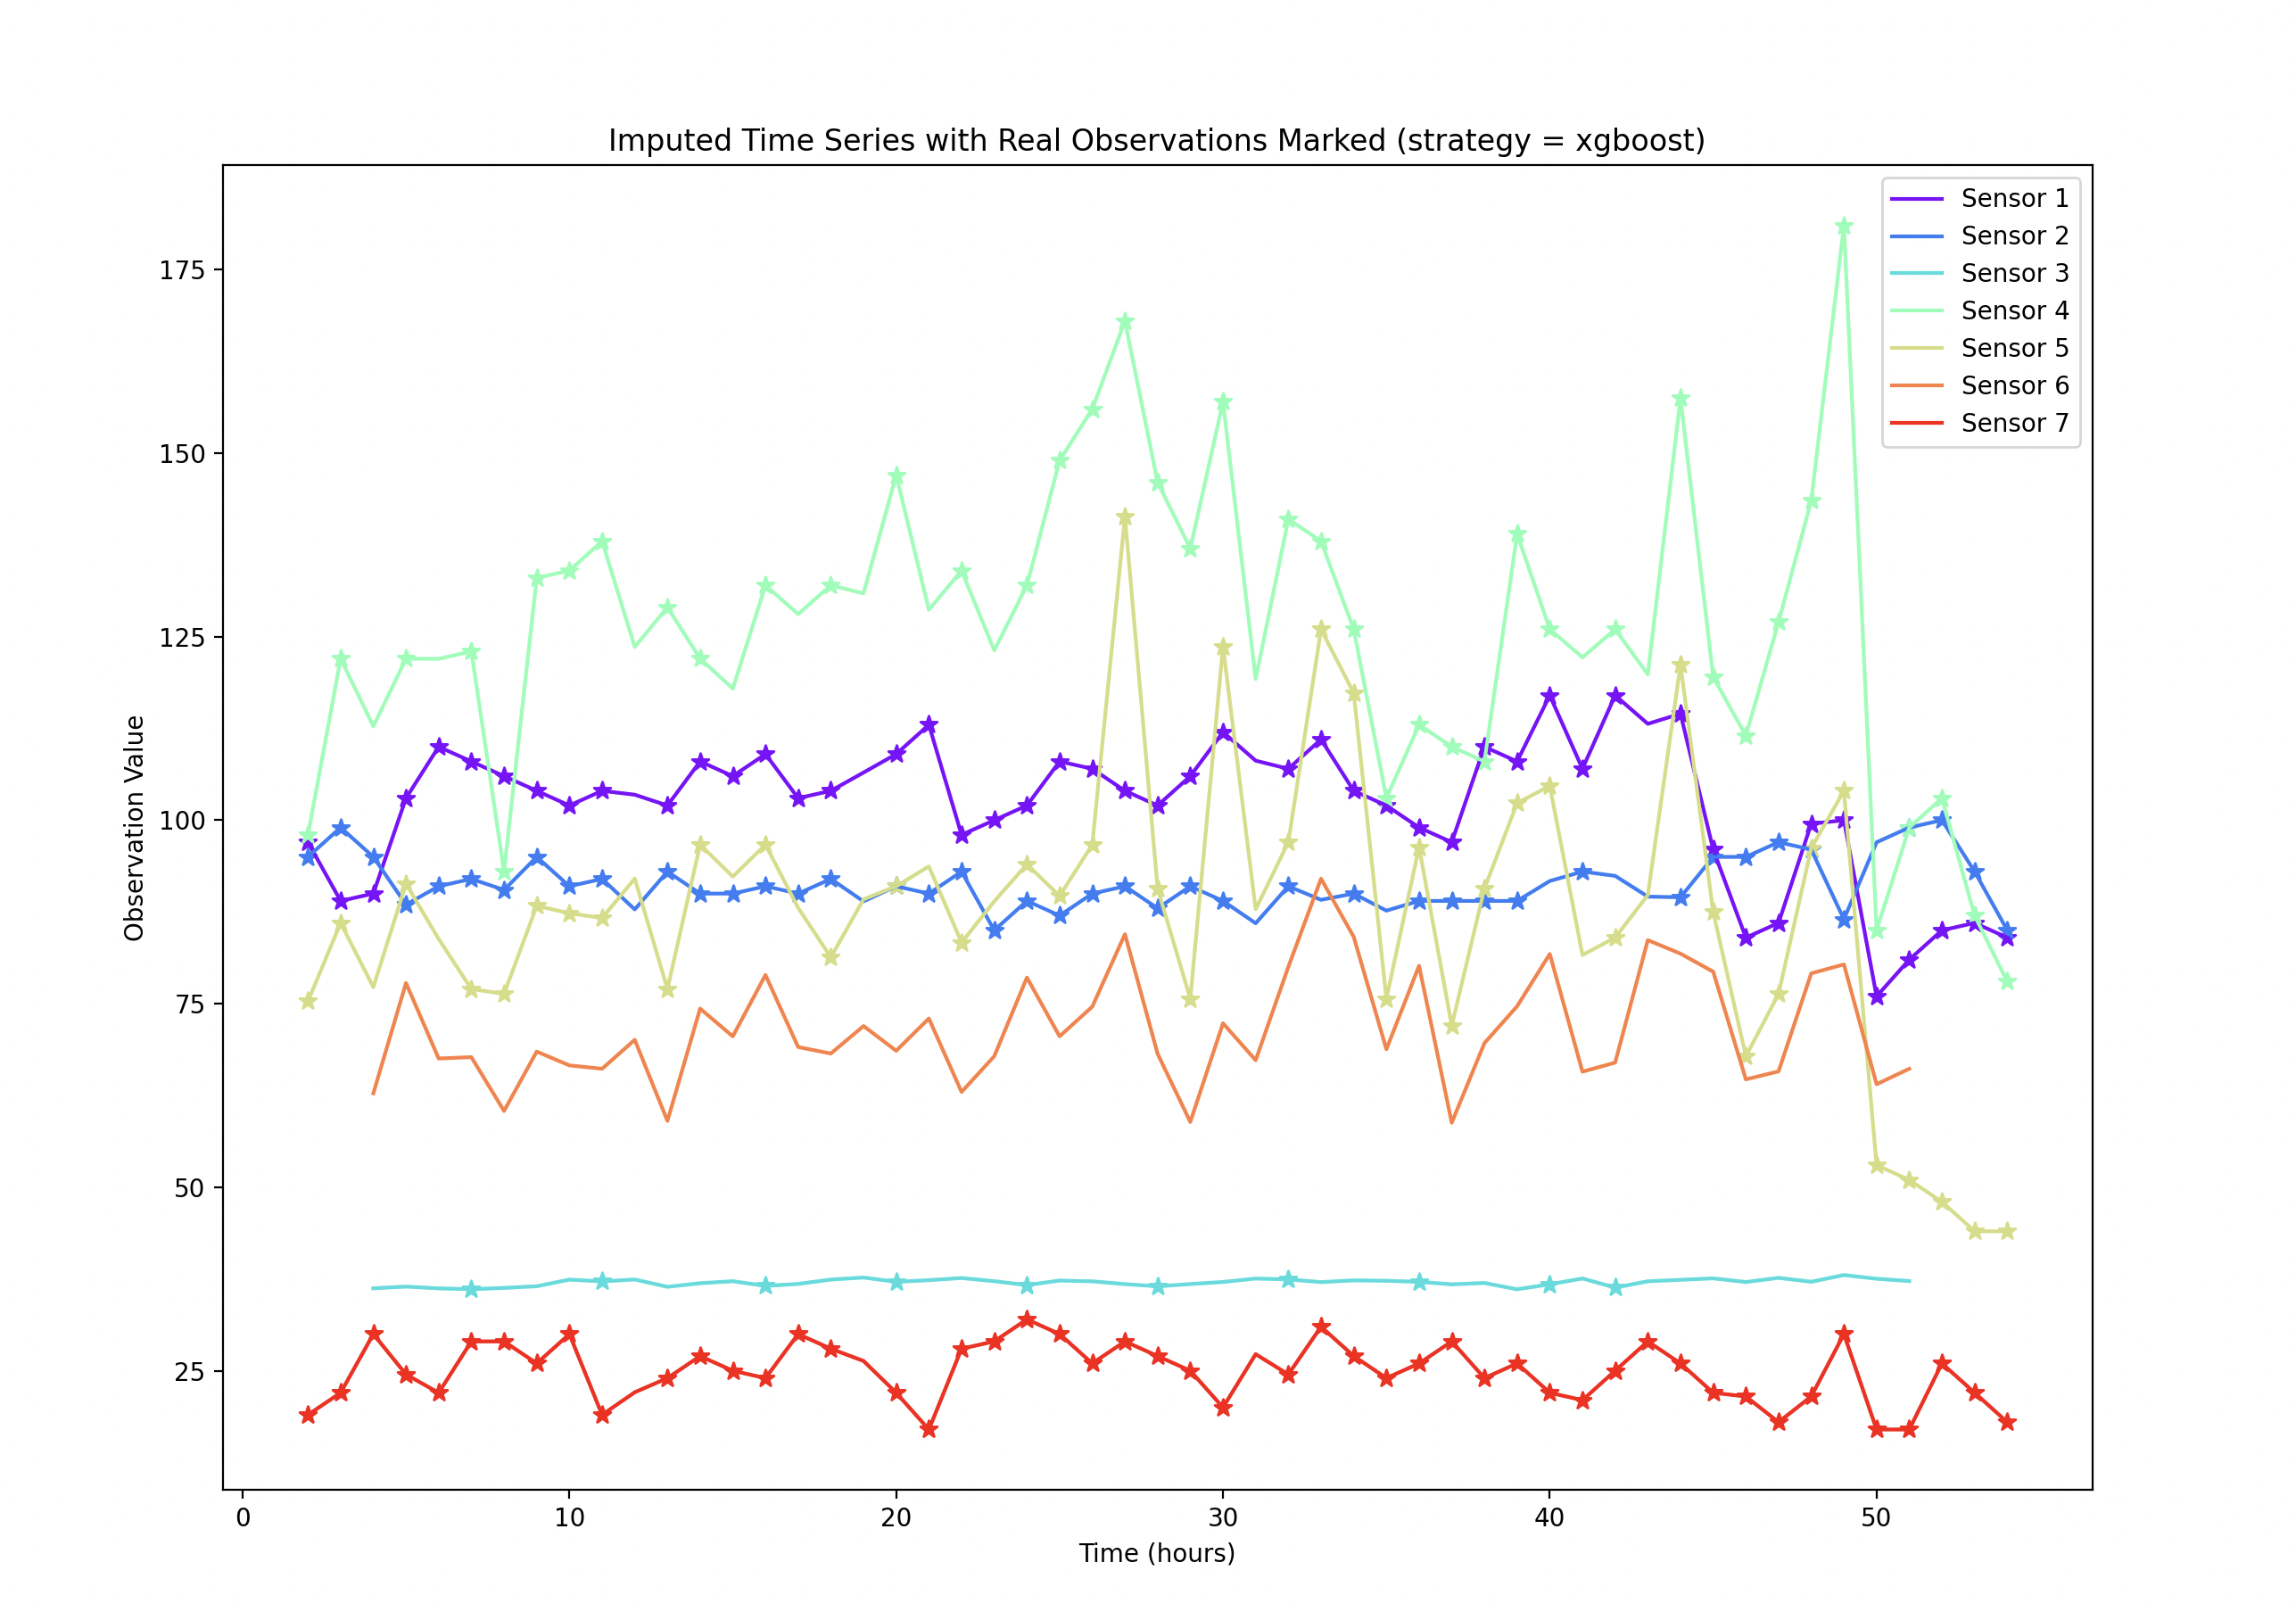 Imputed Time Series with Real Observations Marked (strategy = xgboost)
Sensor 1
Sensor 2
Sensor 3
Sensor 4
Sensor 5
Sensor 6
Sensor 7
175
150
125
100
75
50
25
Observation Value
0 10 20 30 40 50
Time (hours)